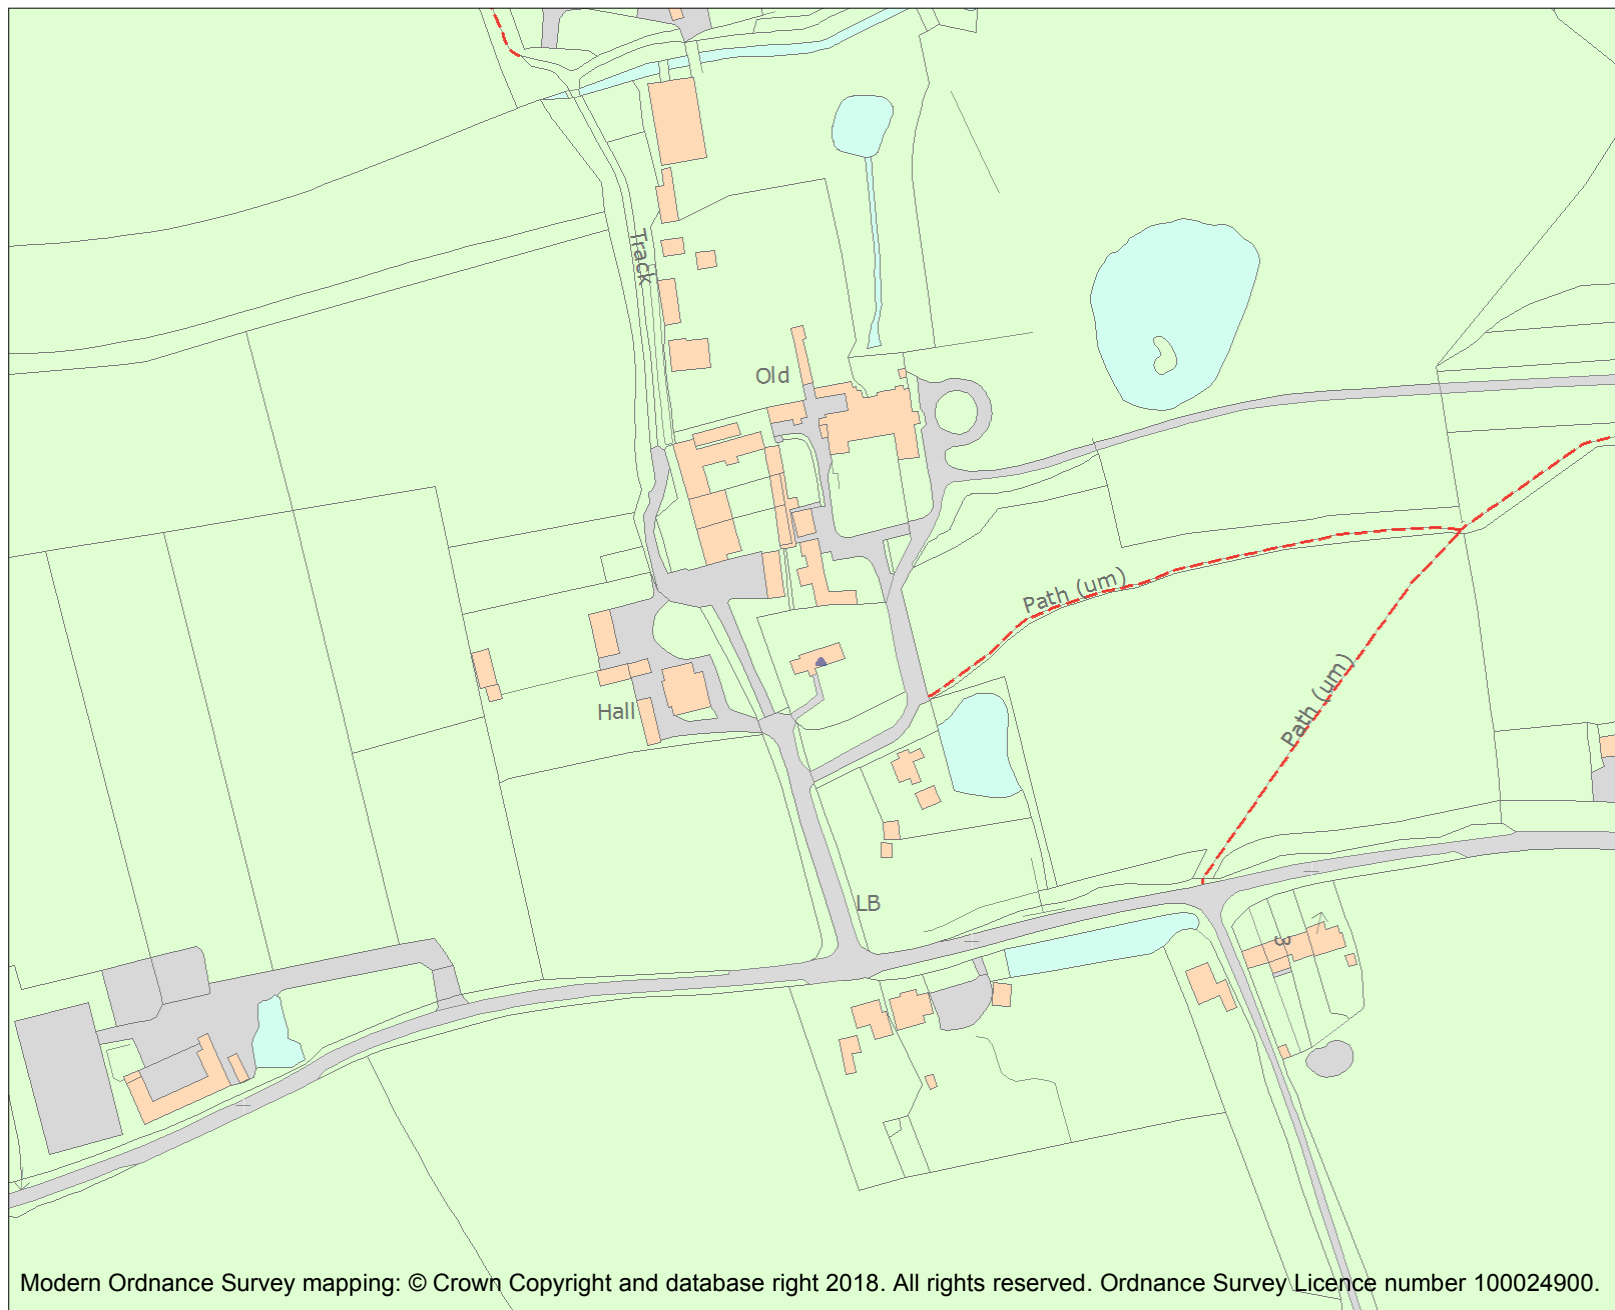 Track
Old
Path (um)
Path (um)
Hall
LB
3
Modern Ordnance Survey mapping: © Crown Copyright and database right 2018. All rights reserved. Ordnance Survey Licence number 100024900.